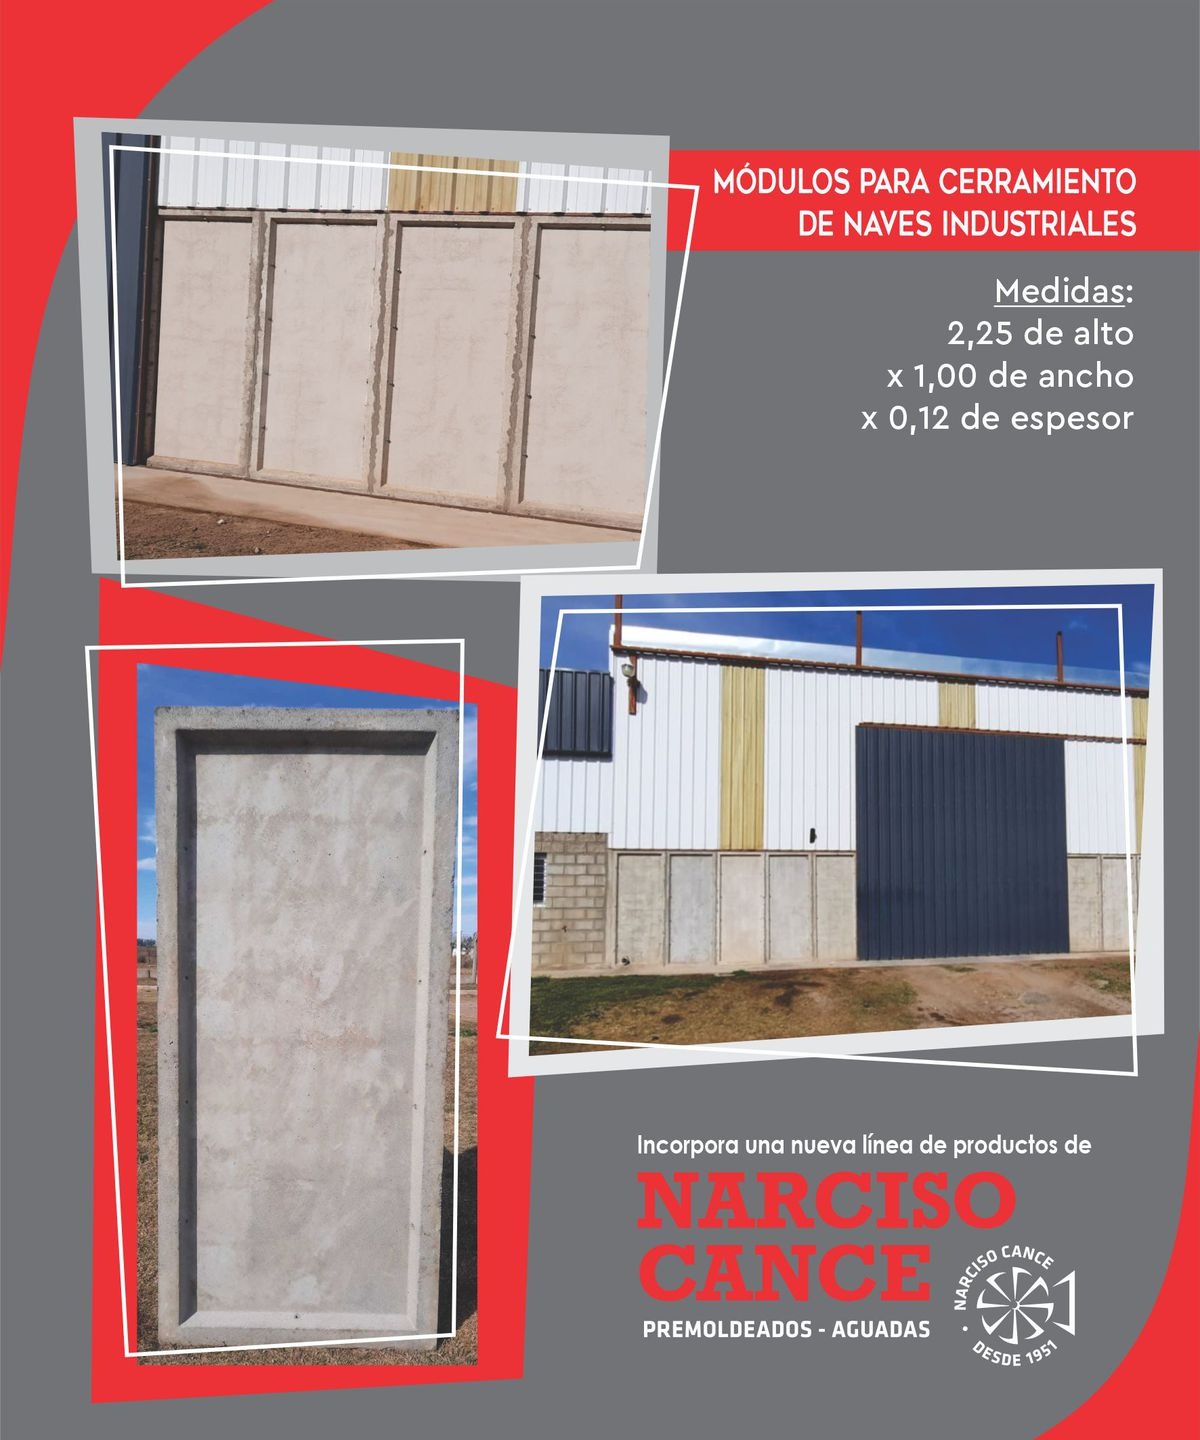 MÓDULOS PARA CERRAMIENTO
DE NAVES INDUSTRIALES
Medidas:
2,25 de alto
x 1,00 de ancho
x 0,12 de espesor
Incorpora una nueva línea de productos de
NARCISO
CANCE
PREMOLDEADOS - AGUADAS
NARCISO CANCE
DESDE 1951